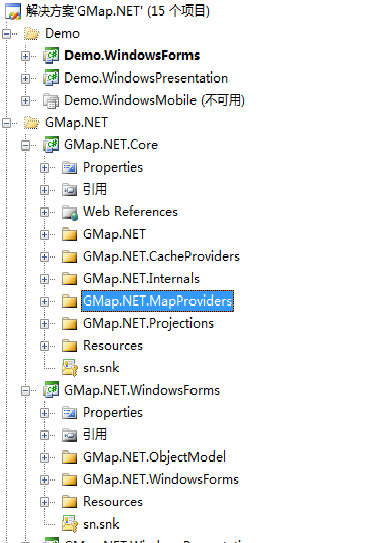 解决方案'GMap.NET' (15 个项目)
Demo
Demo.WindowsForms
Demo.WindowsPresentation
Demo.WindowsMobile (不可用)
GMap.NET
GMap.NET.Core
Properties
引用
Web References
GMap.NET
GMap.NET.CacheProviders
GMap.NET.Internals
GMap.NET.MapProviders
GMap.NET.Projections
Resources
sn.snk
GMap.NET.WindowsForms
Properties
引用
GMap.NET.ObjectModel
GMap.NET.WindowsForms
Resources
sn.snk